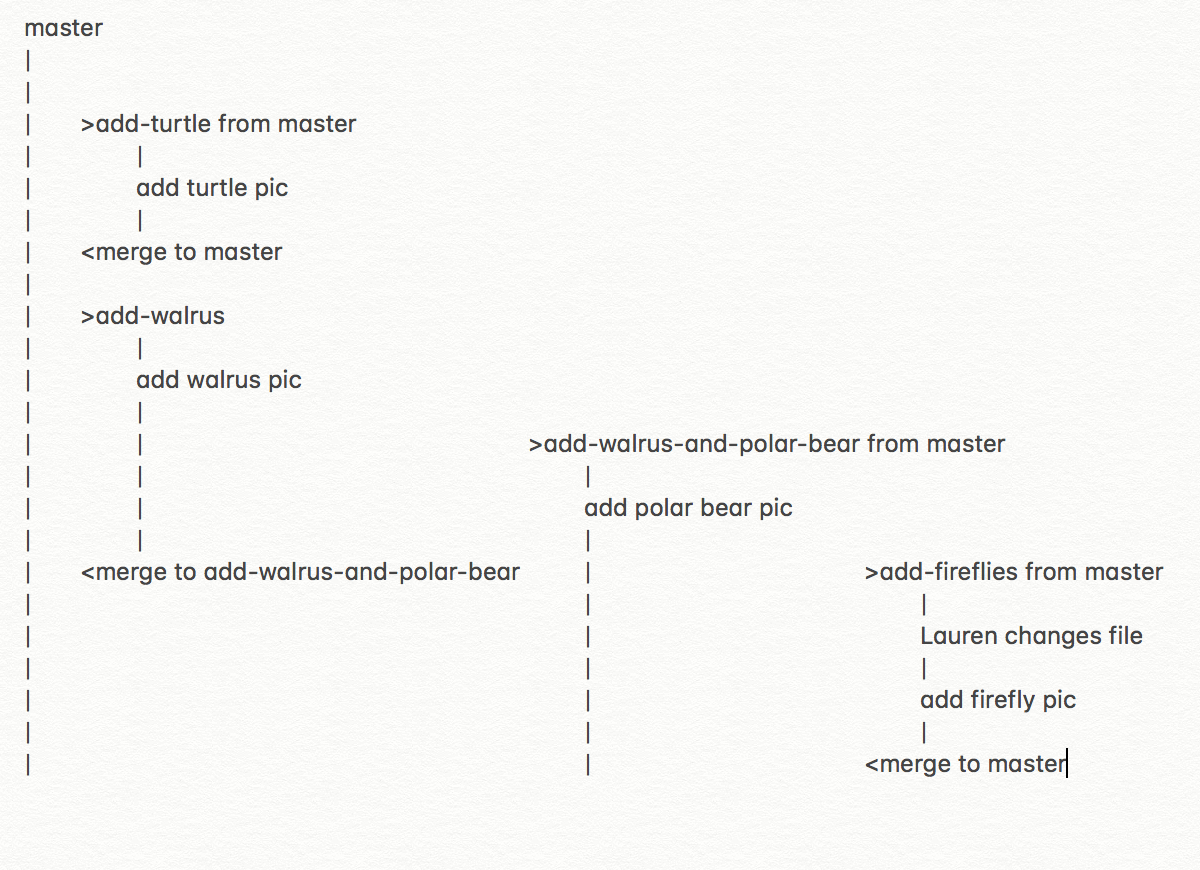 master
|
|
| >add-turtle from master
| |
| add turtle pic
| |
| <merge to master
|
| >add-walrus
| |
| add walrus pic
| |
| | >add-walrus-and-polar-bear from master
| | |
| | add polar bear pic
| | |
| <merge to add-walrus-and-polar-bear | >add-fireflies from master
| | |
| | Lauren changes file
| | |
| | add firefly pic
| | |
| | <merge to master